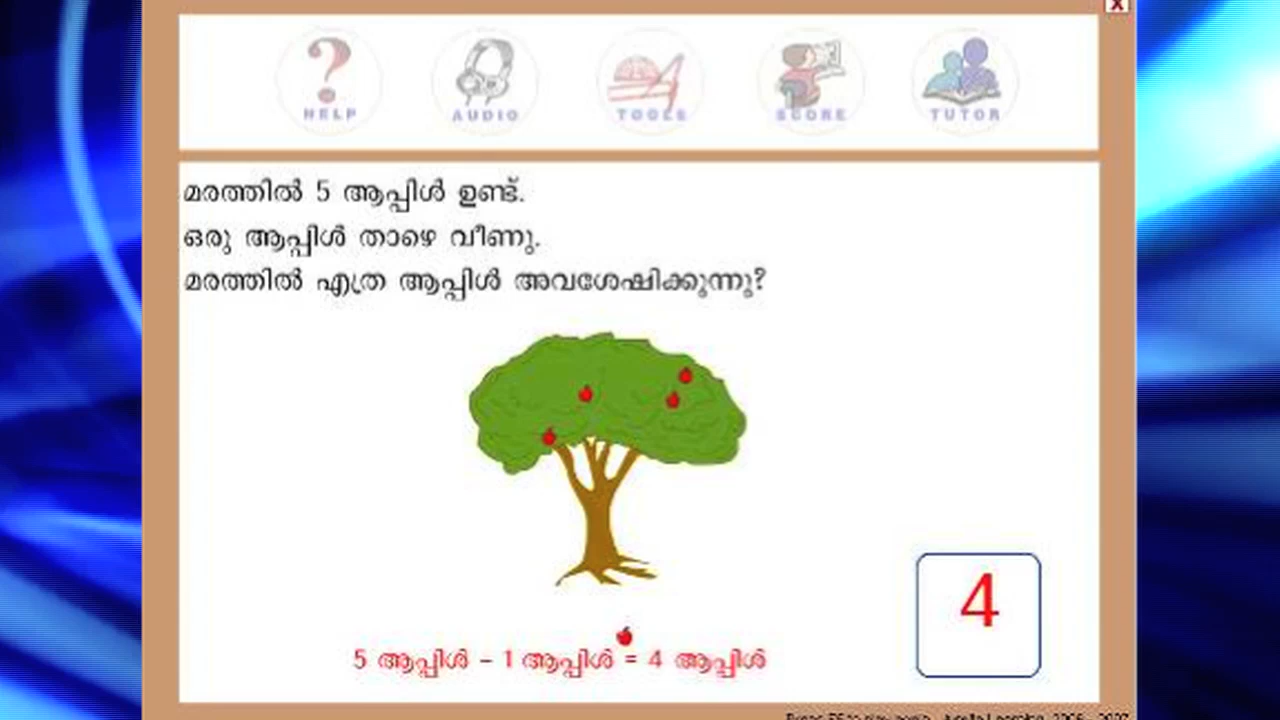 X
HELP AUDIO TOOLS SCORE TUTOR
മരത്തിൽ 5 ആപ്പിൾ ഉണ്ട്.
ഒരു ആപ്പിൾ താഴെ വീണു.
മരത്തിൽ എത്ര ആപ്പിൾ അവശേഷിക്കുന്നു?
4
5 ആപ്പിൾ - 1 ആപ്പിൾ = 4 ആപ്പിൾ